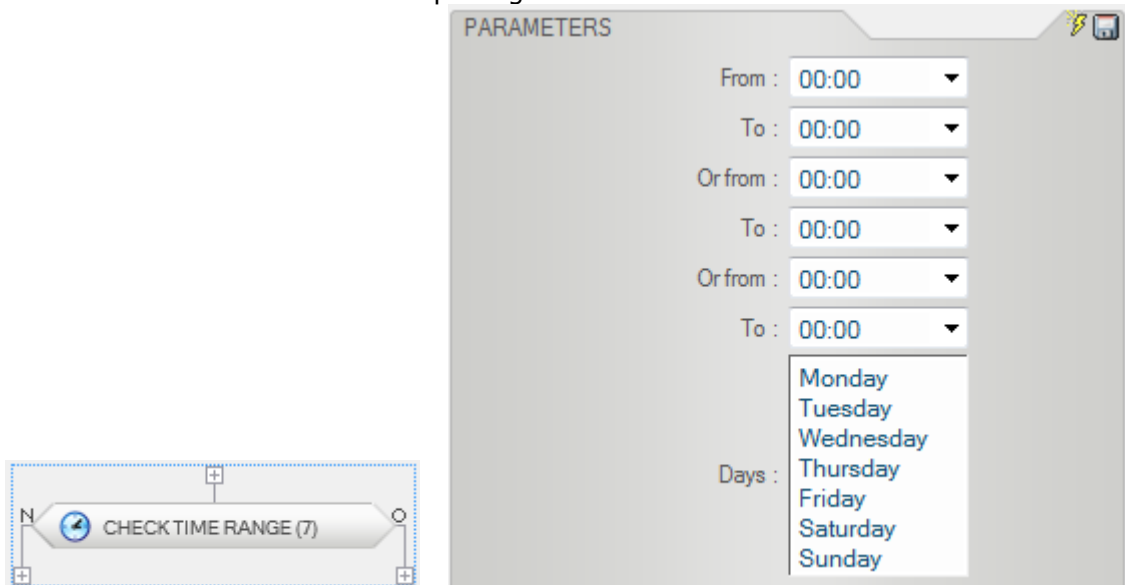 PARAMETERS
From : 00:00
To : 00:00
Or from : 00:00
To : 00:00
Or from : 00:00
To : 00:00
Days :
Monday
Tuesday
Wednesday
Thursday
Friday
Saturday
Sunday
N CHECK TIME RANGE (7) O